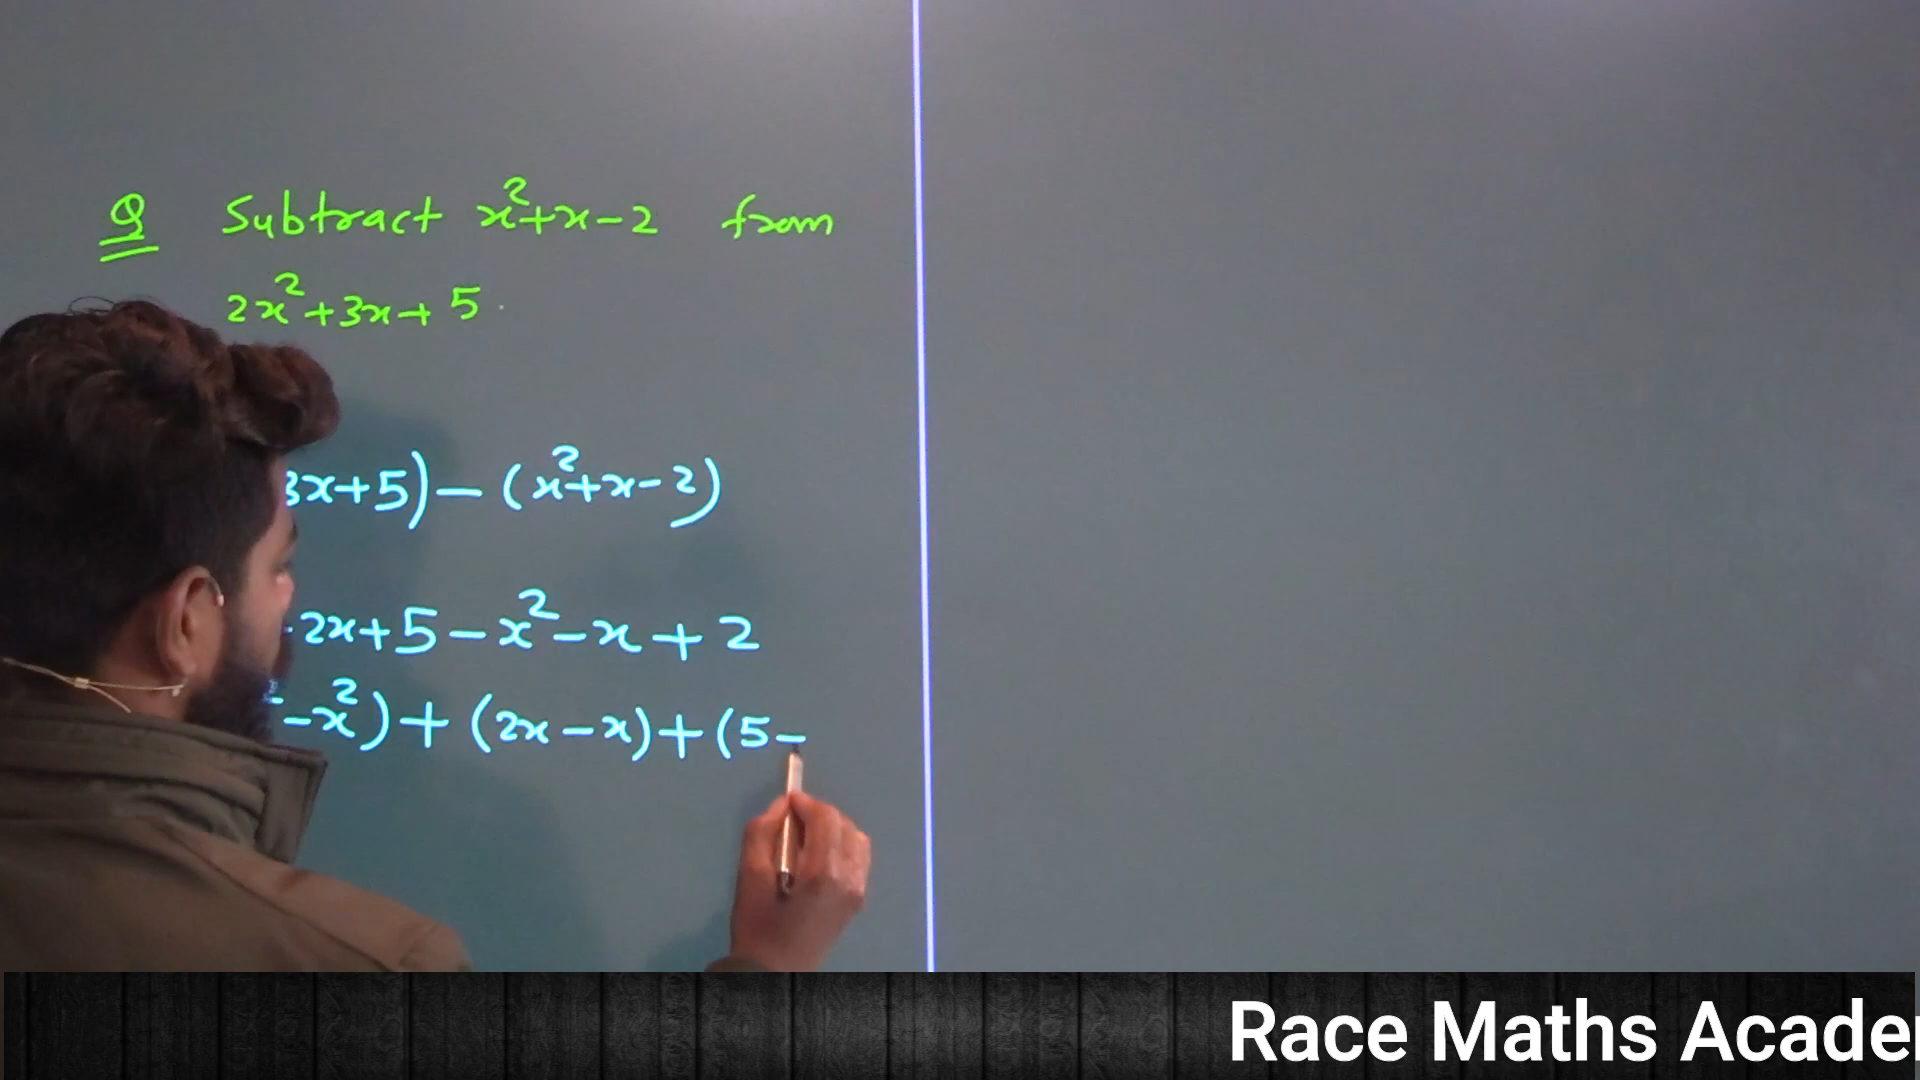 Q Subtract x²+x-2 from
2x²+3x+5
3x+5)-(x²+x-2)
2x+5-x²-x+2
-x²)+(2x-x)+(5-
Race Maths Acade